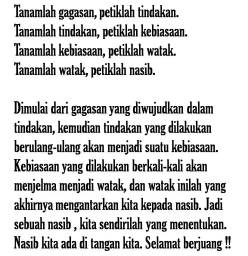 Tanamlah gagasan, petiklah tindakan.
Tanamlah tindakan, petiklah kebiasaan.
Tanamlah kebiasaan, petiklah watak.
Tanamlah watak, petiklah nasib.

Dimulai dari gagasan yang diwujudkan dalam
tindakan, kemudian tindakan yang dilakukan
berulang-ulang akan menjadi suatu kebiasaan.
Kebiasaan yang dilakukan berkali-kali akan
menjelma menjadi watak, dan watak inilah yang
akhirnya mengantarkan kita kepada nasib. Jadi
sebuah nasib , kita sendirilah yang menentukan.
Nasib kita ada di tangan kita. Selamat berjuang !!